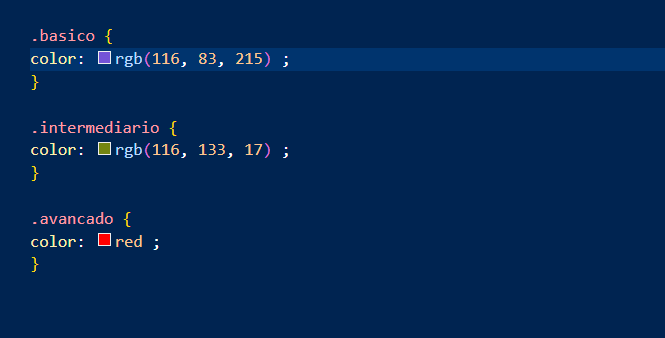 .basico {
color: rgb(116, 83, 215) ;
}
.intermediario {
color: rgb(116, 133, 17) ;
}
.avancado {
color: red ;
}